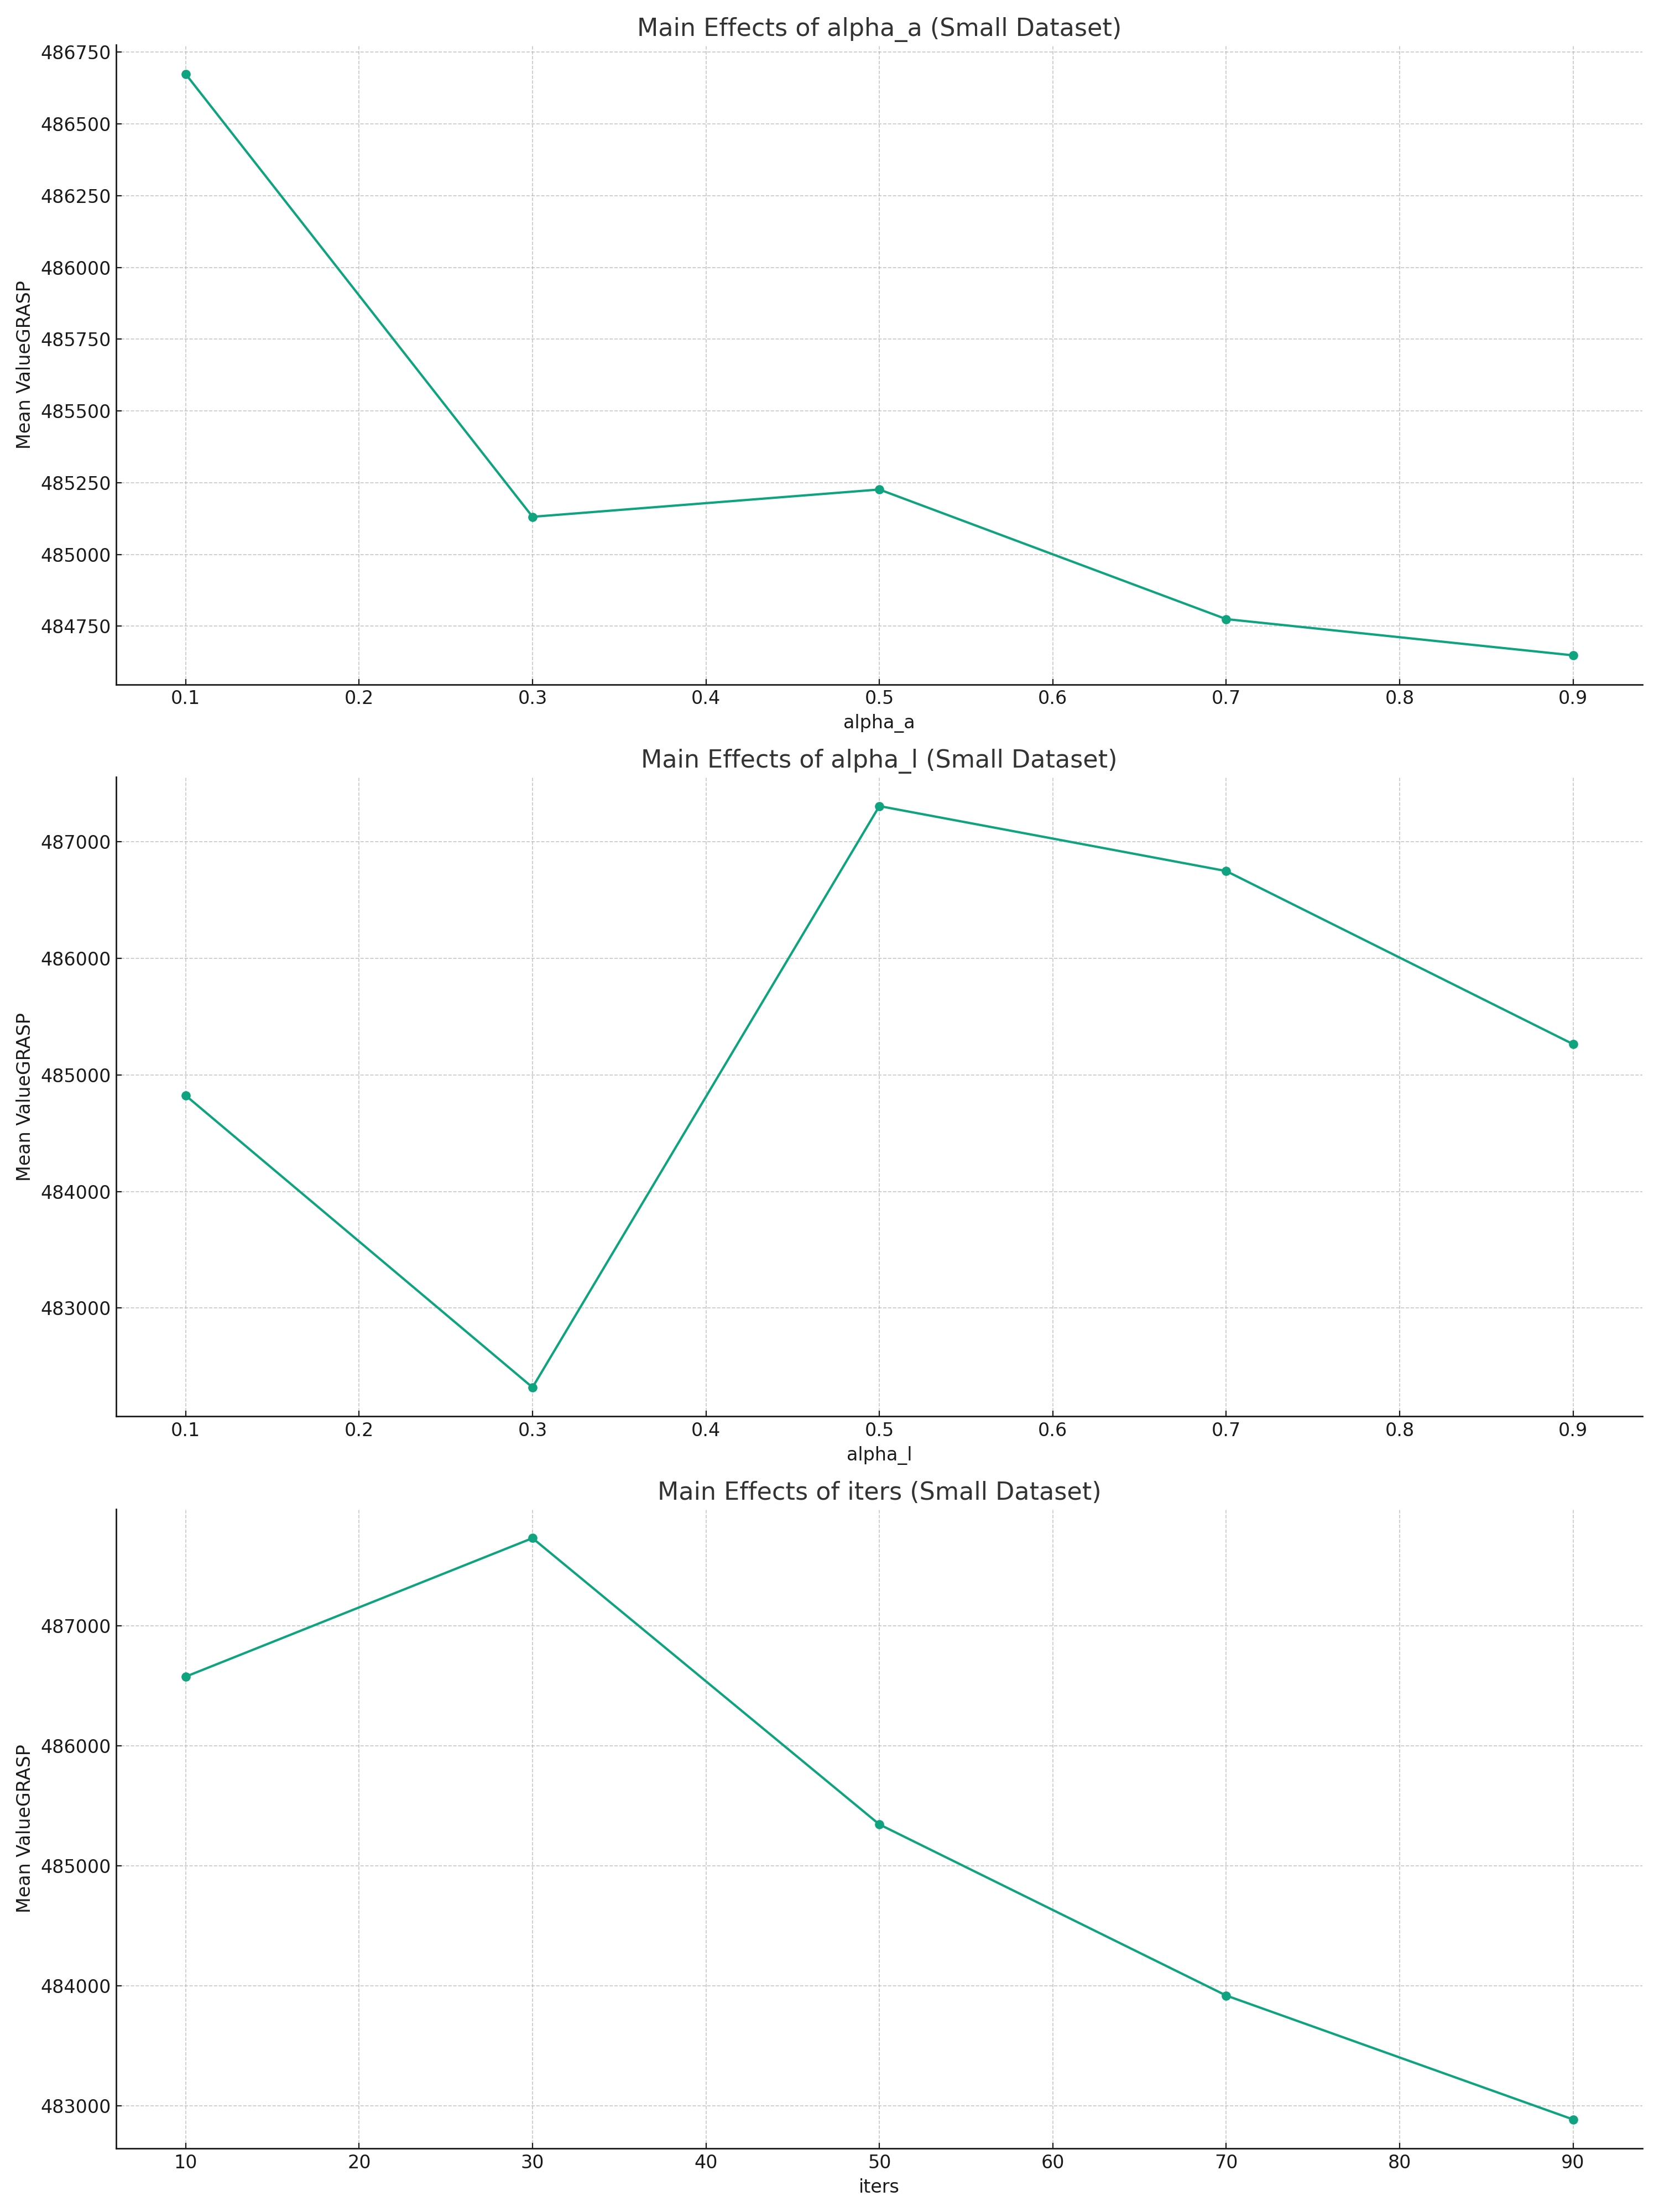 Main Effects of alpha_a (Small Dataset)
486750
486500
486250
486000
485750
485500
485250
485000
484750
Mean ValueGRASP
0.1 0.2 0.3 0.4 0.5 0.6 0.7 0.8 0.9
alpha_a
Main Effects of alpha_l (Small Dataset)
487000
486000
485000
484000
483000
Mean ValueGRASP
0.1 0.2 0.3 0.4 0.5 0.6 0.7 0.8 0.9
alpha_l
Main Effects of iters (Small Dataset)
487000
486000
485000
484000
483000
Mean ValueGRASP
10 20 30 40 50 60 70 80 90
iters